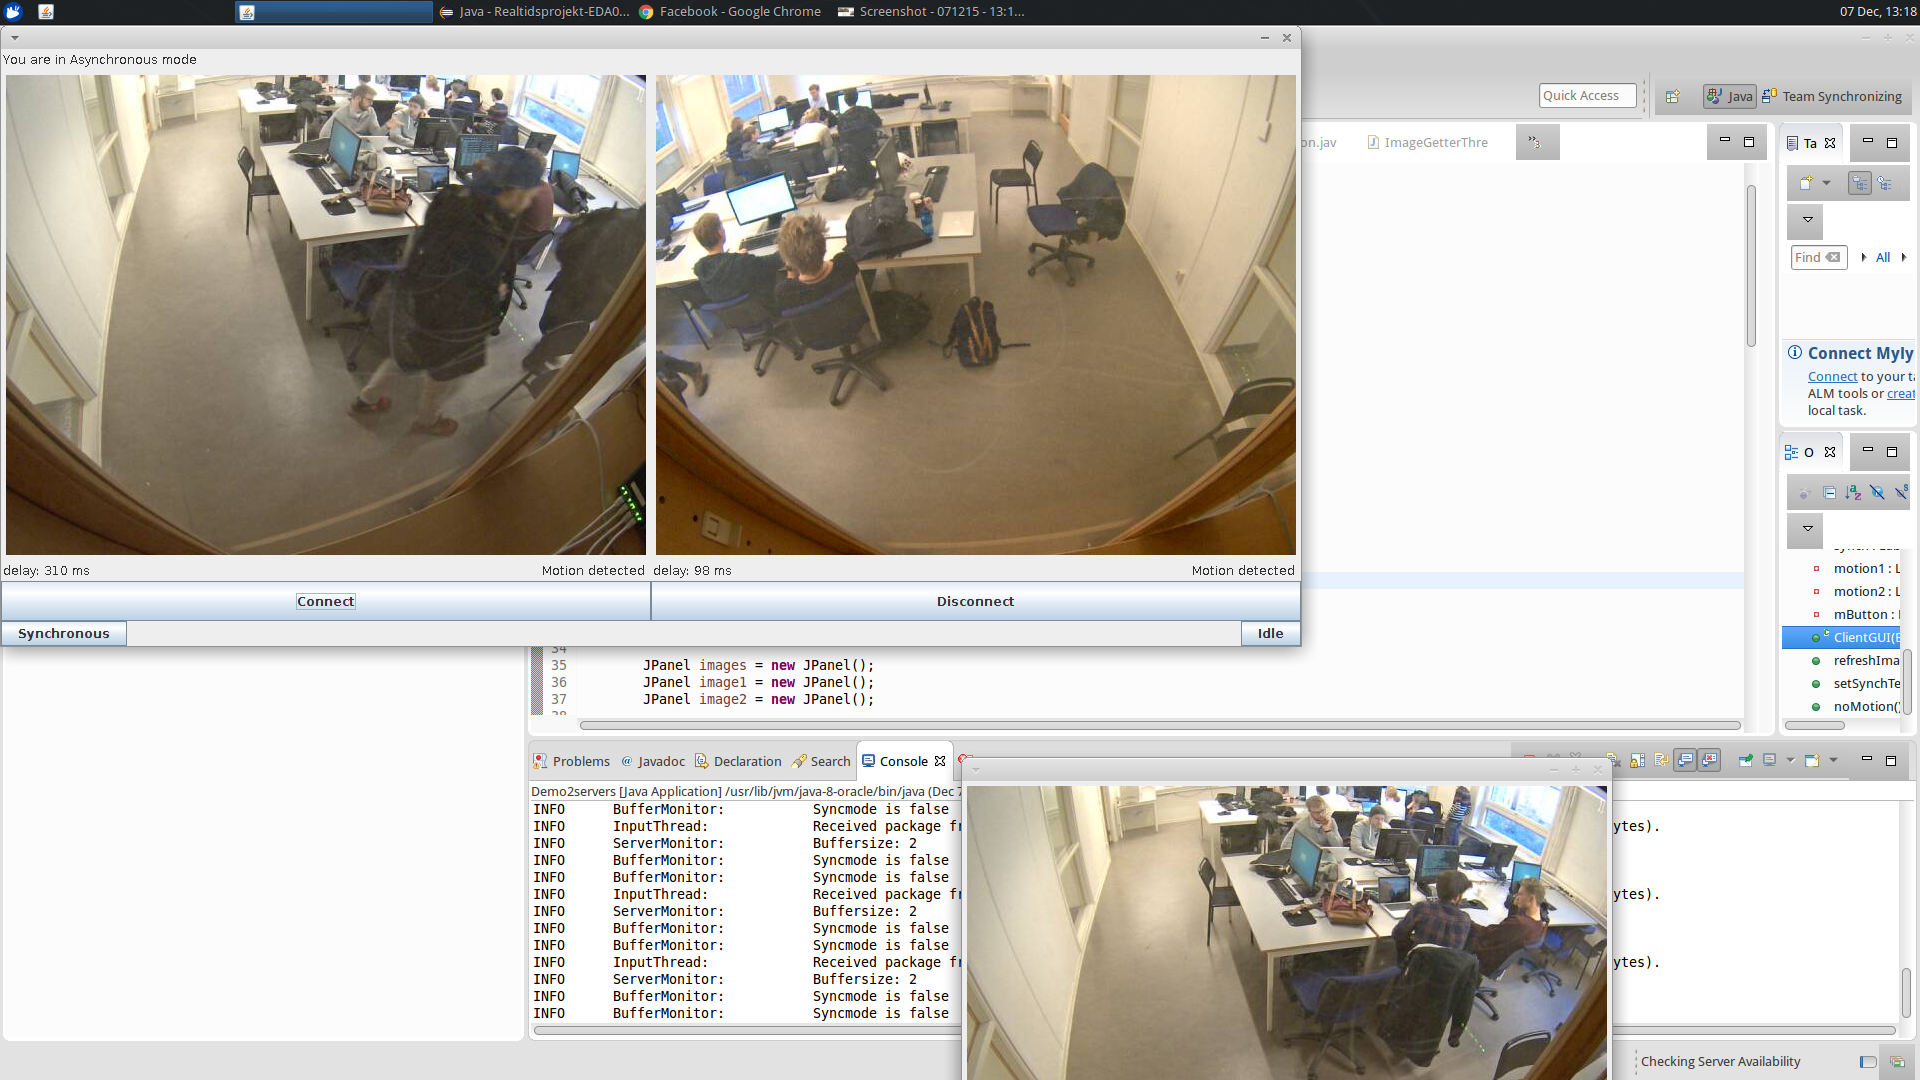 Java - Realtidsprojekt-EDA0...
Facebook - Google Chrome
Screenshot - 071215 - 13:1...
07 Dec, 13:18
You are in Asynchronous mode
Quick Access
Java
Team Synchronizing
on.jav
ImageGetterThre
Ta
Find
All
Connect Myly
Connect to your ta
ALM tools or creat
local task.
O
motion1 : L
motion2 : L
mButton :
ClientGUI(E
refreshIma
setSynchTe
noMotion()
delay: 310 ms
Motion detected
delay: 98 ms
Motion detected
Connect
Disconnect
Synchronous
Idle
34
35 JPanel images = new JPanel();
36 JPanel image1 = new JPanel();
37 JPanel image2 = new JPanel();
38
Problems
Javadoc
Declaration
Search
Console
Demo2servers [Java Application] /usr/lib/jvm/java-8-oracle/bin/java (Dec 7
INFO BufferMonitor: Syncmode is false
INFO InputThread: Received package fr ytes).
INFO ServerMonitor: Buffersize: 2
INFO BufferMonitor: Syncmode is false
INFO BufferMonitor: Syncmode is false
INFO InputThread: Received package fr ytes).
INFO ServerMonitor: Buffersize: 2
INFO BufferMonitor: Syncmode is false
INFO BufferMonitor: Syncmode is false
INFO InputThread: Received package fr ytes).
INFO ServerMonitor: Buffersize: 2
INFO BufferMonitor: Syncmode is false
INFO BufferMonitor: Syncmode is false
Checking Server Availability